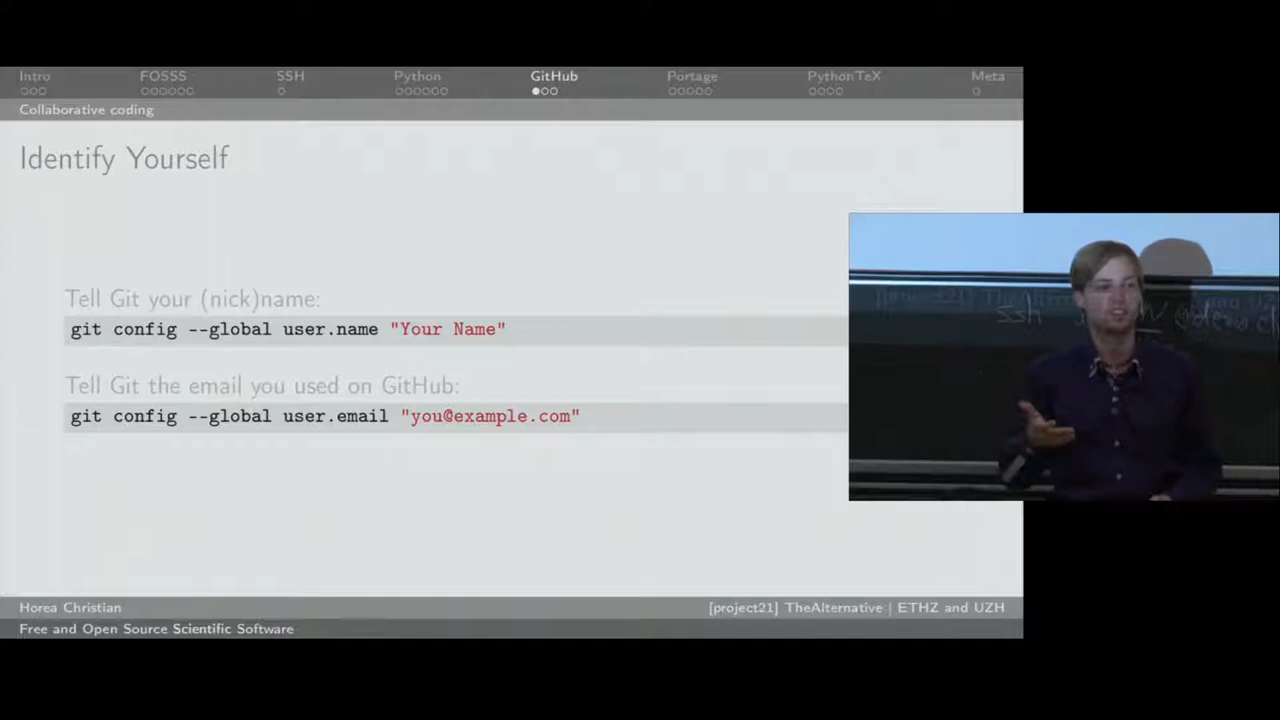 Intro FOSSS SSH Python GitHub Portage PythonTeX Meta
Collaborative coding
Identify Yourself
Tell Git your (nick)name:
git config --global user.name "Your Name"
Tell Git the email you used on GitHub:
git config --global user.email "you@example.com"
ssh
Horea Christian [project21] TheAlternative | ETHZ and UZH
Free and Open Source Scientific Software